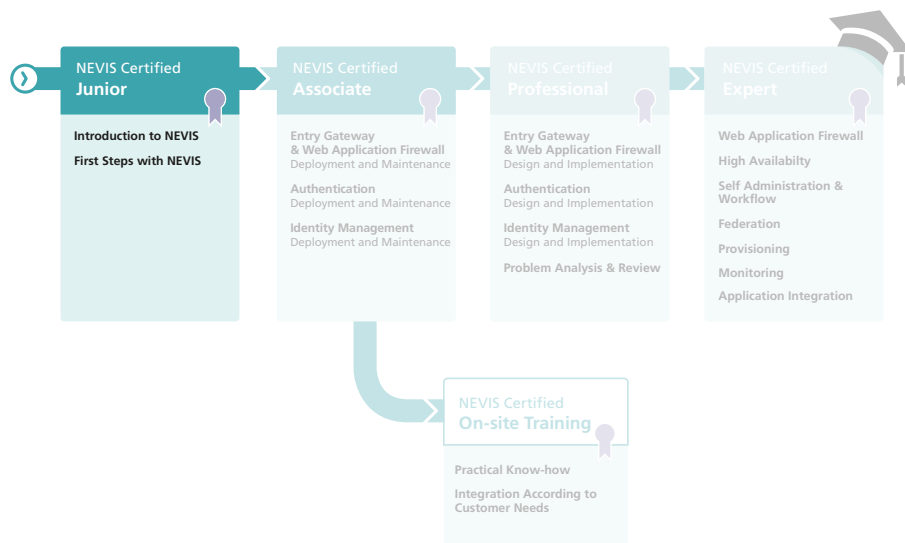 NEVIS Certified
Junior
Introduction to NEVIS
First Steps with NEVIS
NEVIS Certified
Associate
Entry Gateway
& Web Application Firewall
Deployment and Maintenance
Authentication
Deployment and Maintenance
Identity Management
Deployment and Maintenance
NEVIS Certified
Professional
Entry Gateway
& Web Application Firewall
Design and Implementation
Authentication
Design and Implementation
Identity Management
Design and Implementation
Problem Analysis & Review
NEVIS Certified
Expert
Web Application Firewall
High Availabilty
Self Administration &
Workflow
Federation
Provisioning
Monitoring
Application Integration
NEVIS Certified
On-site Training
Practical Know-how
Integration According to
Customer Needs